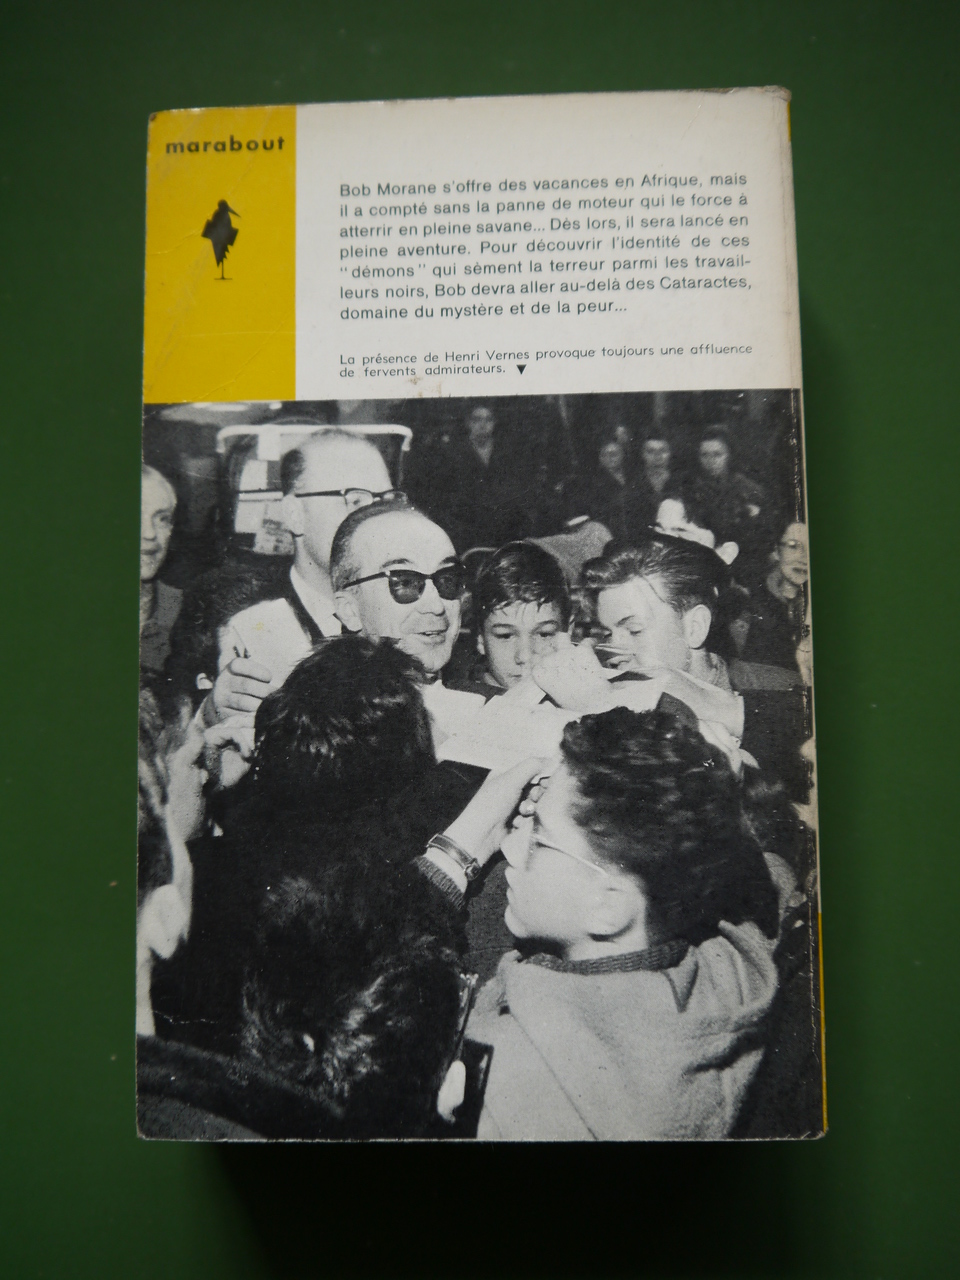 marabout
Bob Morane s'offre des vacances en Afrique, mais
il a compté sans la panne de moteur qui le force à
atterrir en pleine savane... Dès lors, il sera lancé en
pleine aventure. Pour découvrir l'identité de ces
"démons" qui sèment la terreur parmi les travail-
leurs noirs, Bob devra aller au-delà des Cataractes,
domaine du mystère et de la peur...
La présence de Henri Vernes provoque toujours une affluence
de fervents admirateurs. ▼